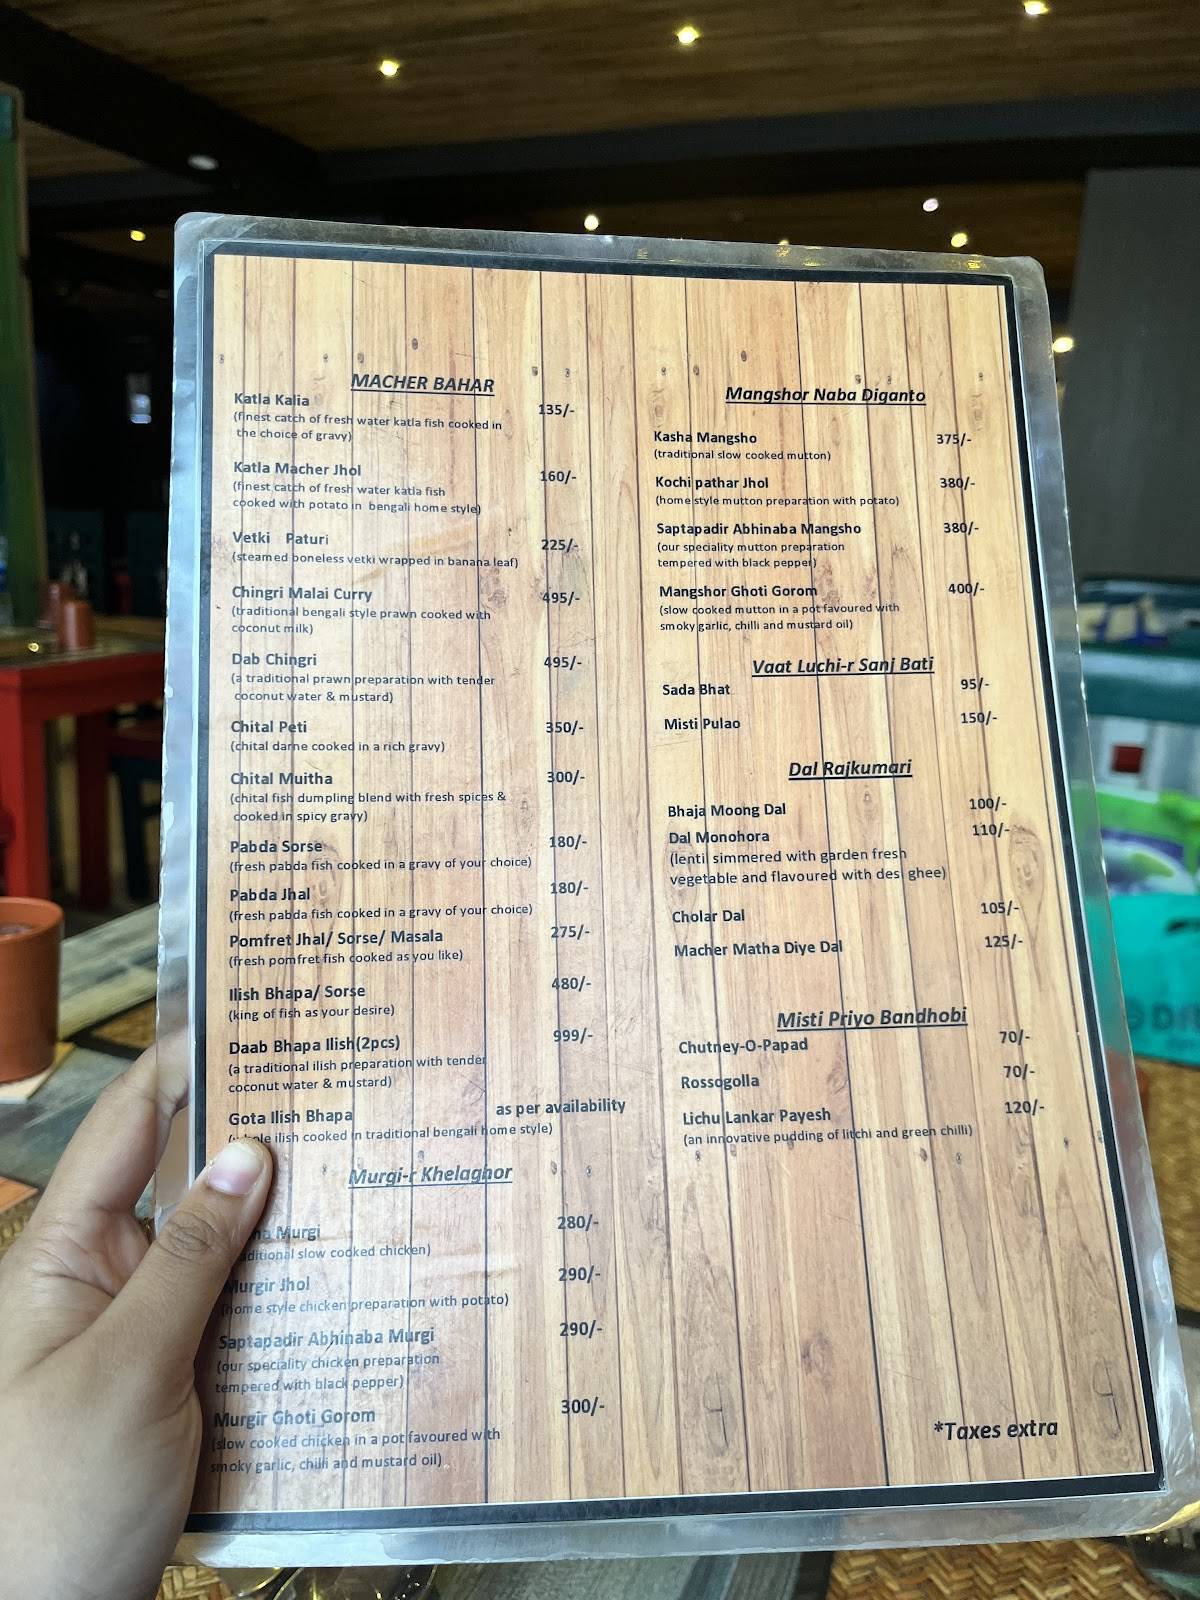 MACHER BAHAR
Katla Kalia 135/-
(finest catch of fresh water katla fish cooked in
the choice of gravy)
Katla Macher Jhol 160/-
(finest catch of fresh water katla fish
cooked with potato in bengali home style)
Vetki Paturi 225/-
(steamed boneless vetki wrapped in banana leaf)
Chingri Malai Curry 495/-
(traditional bengali style prawn cooked with
coconut milk)
Dab Chingri 495/-
(a traditional prawn preparation with tender
coconut water & mustard)
Chital Peti 350/-
(chital darne cooked in a rich gravy)
Chital Muitha 300/-
(chital fish dumpling blend with fresh spices &
cooked in spicy gravy)
Pabda Sorse 180/-
(fresh pabda fish cooked in a gravy of your choice)
Pabda Jhal 180/-
(fresh pabda fish cooked in a gravy of your choice)
Pomfret Jhal/ Sorse/ Masala 275/-
(fresh pomfret fish cooked as you like)
Ilish Bhapa/ Sorse 480/-
(king of fish as your desire)
Daab Bhapa Ilish(2pcs) 999/-
(a traditional ilish preparation with tender
coconut water & mustard)
Gota Ilish Bhapa as per availability
ilish cooked in traditional bengali home style)
Murgi-r Khelaghor
Murgi 280/-
slow cooked chicken)
Murgir Jhol 290/-
(home style chicken preparation with potato)
Saptapadir Abhinaba Murgi 290/-
(our speciality chicken preparation
tempered with black pepper)
Murgir Ghoti Gorom 300/-
(slow cooked chicken in a pot favoured with
smoky garlic, chilli and mustard oil)
Mangshor Naba Diganto
Kasha Mangsho 375/-
(traditional slow cooked mutton)
Kochi pathar Jhol 380/-
(home style mutton preparation with potato)
Saptapadir Abhinaba Mangsho 380/-
(our speciality mutton preparation
tempered with black pepper)
Mangshor Ghoti Gorom 400/-
(slow cooked mutton in a pot favoured with
smoky garlic, chilli and mustard oil)
Vaat Luchi-r Sanj Bati
Sada Bhat 95/-
Misti Pulao 150/-
Dal Rajkumari
Bhaja Moong Dal 100/-
Dal Monohora 110/-
(lentil simmered with garden fresh
vegetable and flavoured with desi ghee)
Cholar Dal 105/-
Macher Matha Diye Dal 125/-
Misti Priyo Bandhobi
Chutney-O-Papad 70/-
Rossogolla 70/-
Lichu Lankar Payesh 120/-
(an innovative pudding of litchi and green chilli)
*Taxes extra